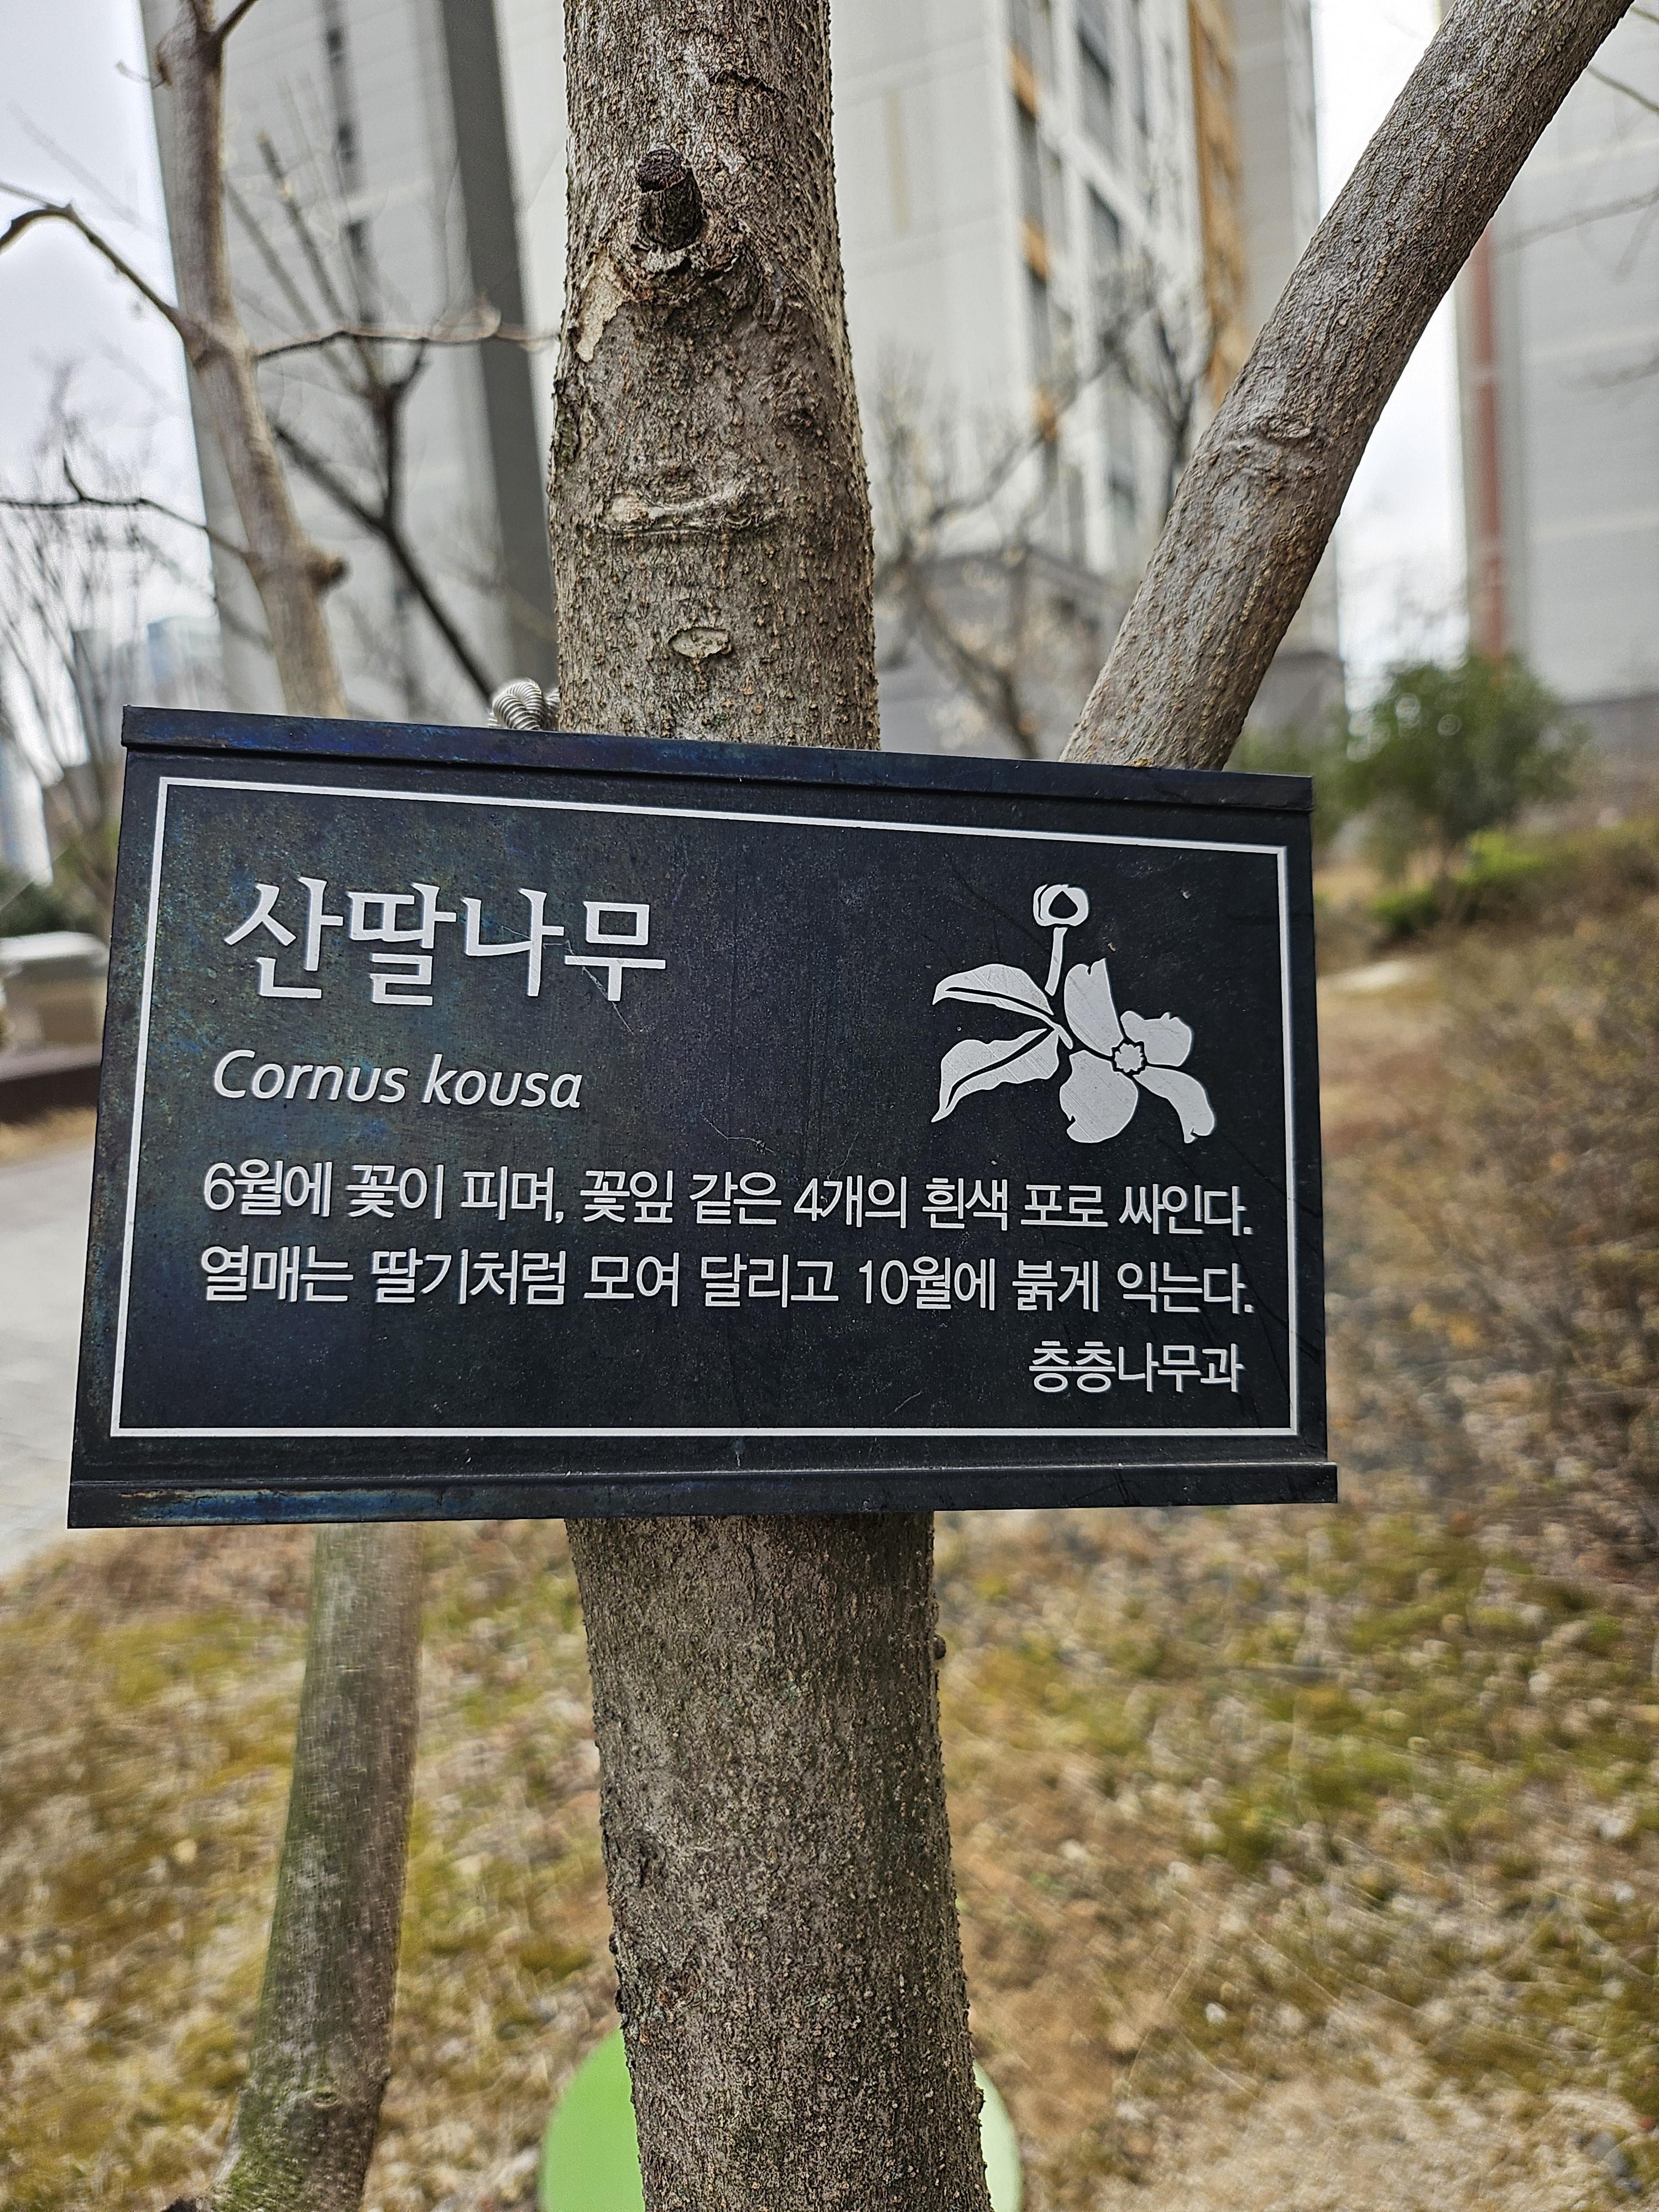 산딸나무
Cornus kousa
6월에 꽃이 피며, 꽃잎 같은 4개의 흰색 포로 싸인다.
열매는 딸기처럼 모여 달리고 10월에 붉게 익는다.
층층나무과